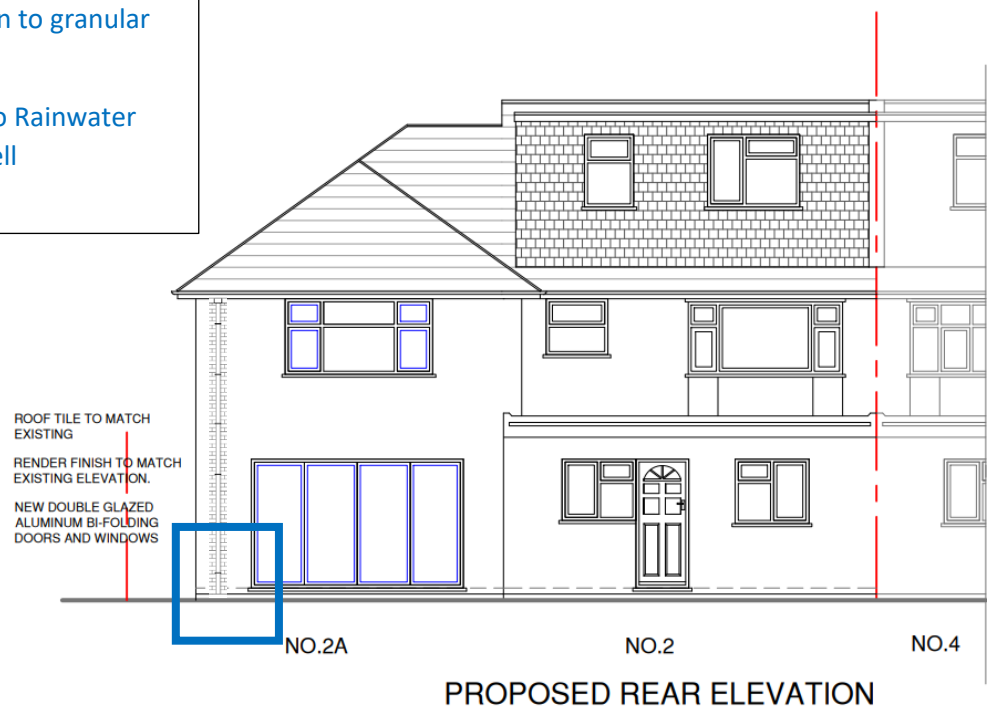 n to granular
Rainwater
ell
ROOF TILE TO MATCH
EXISTING
RENDER FINISH TO MATCH
EXISTING ELEVATION.
NEW DOUBLE GLAZED
ALUMINUM BI-FOLDING
DOORS AND WINDOWS
NO.2A
NO.2
NO.4
PROPOSED REAR ELEVATION